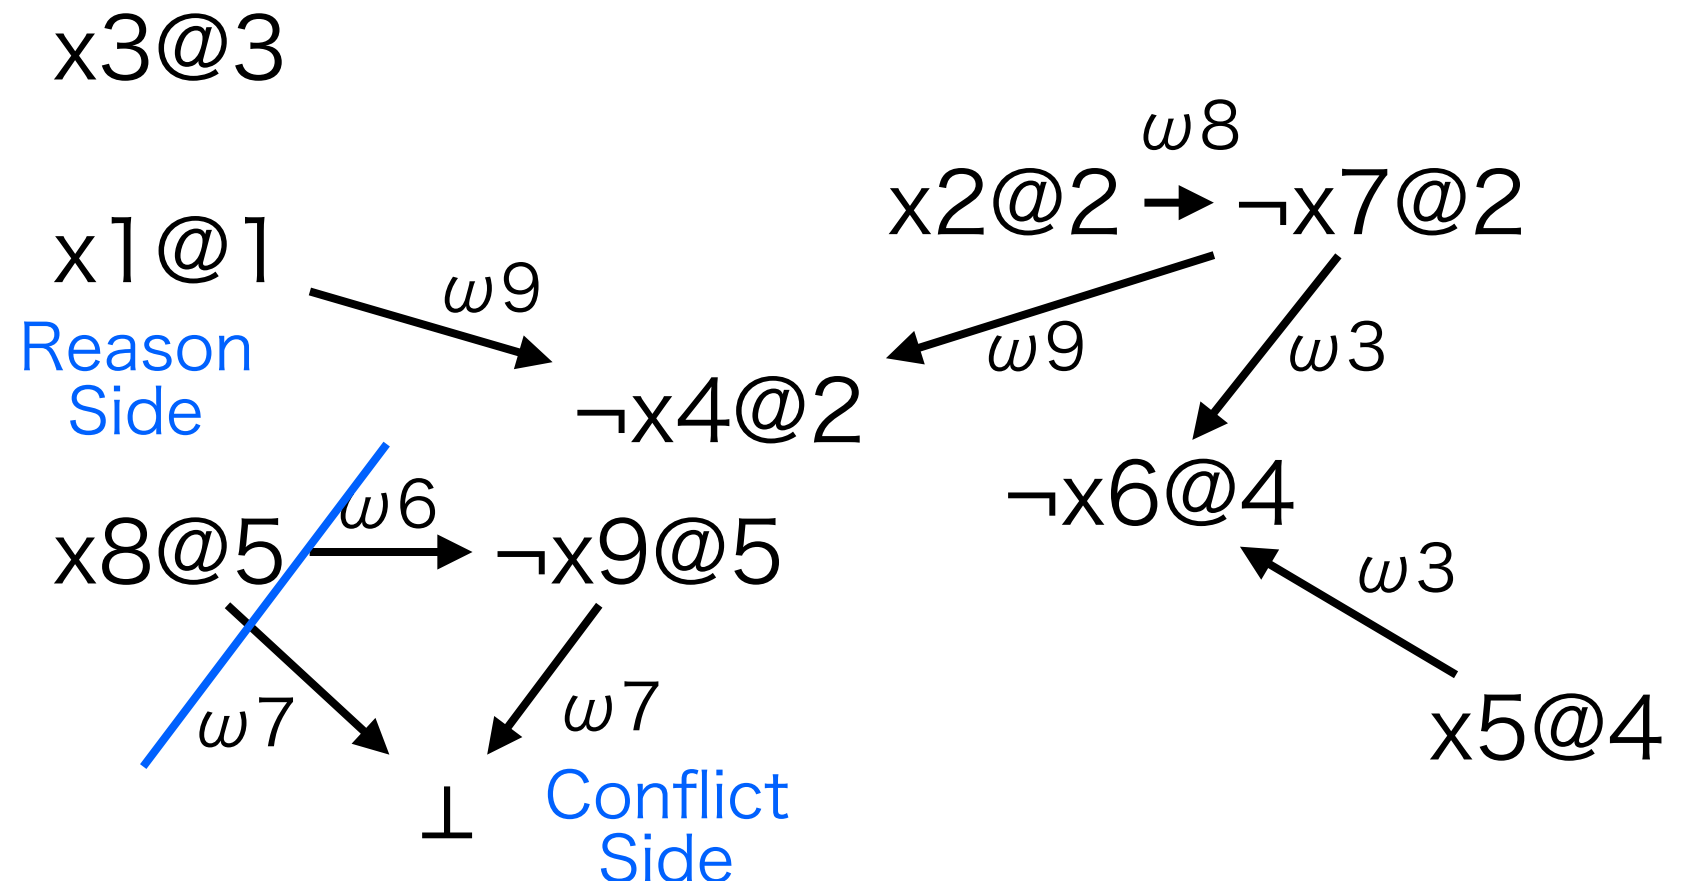 x3@3
ω8
x2@2
¬x7@2
x1@1
ω9
Reason
Side
ω9
ω3
¬x4@2
¬x6@4
ω6
x8@5
¬x9@5
ω3
ω7
ω7
x5@4
⊥
Conflict
Side